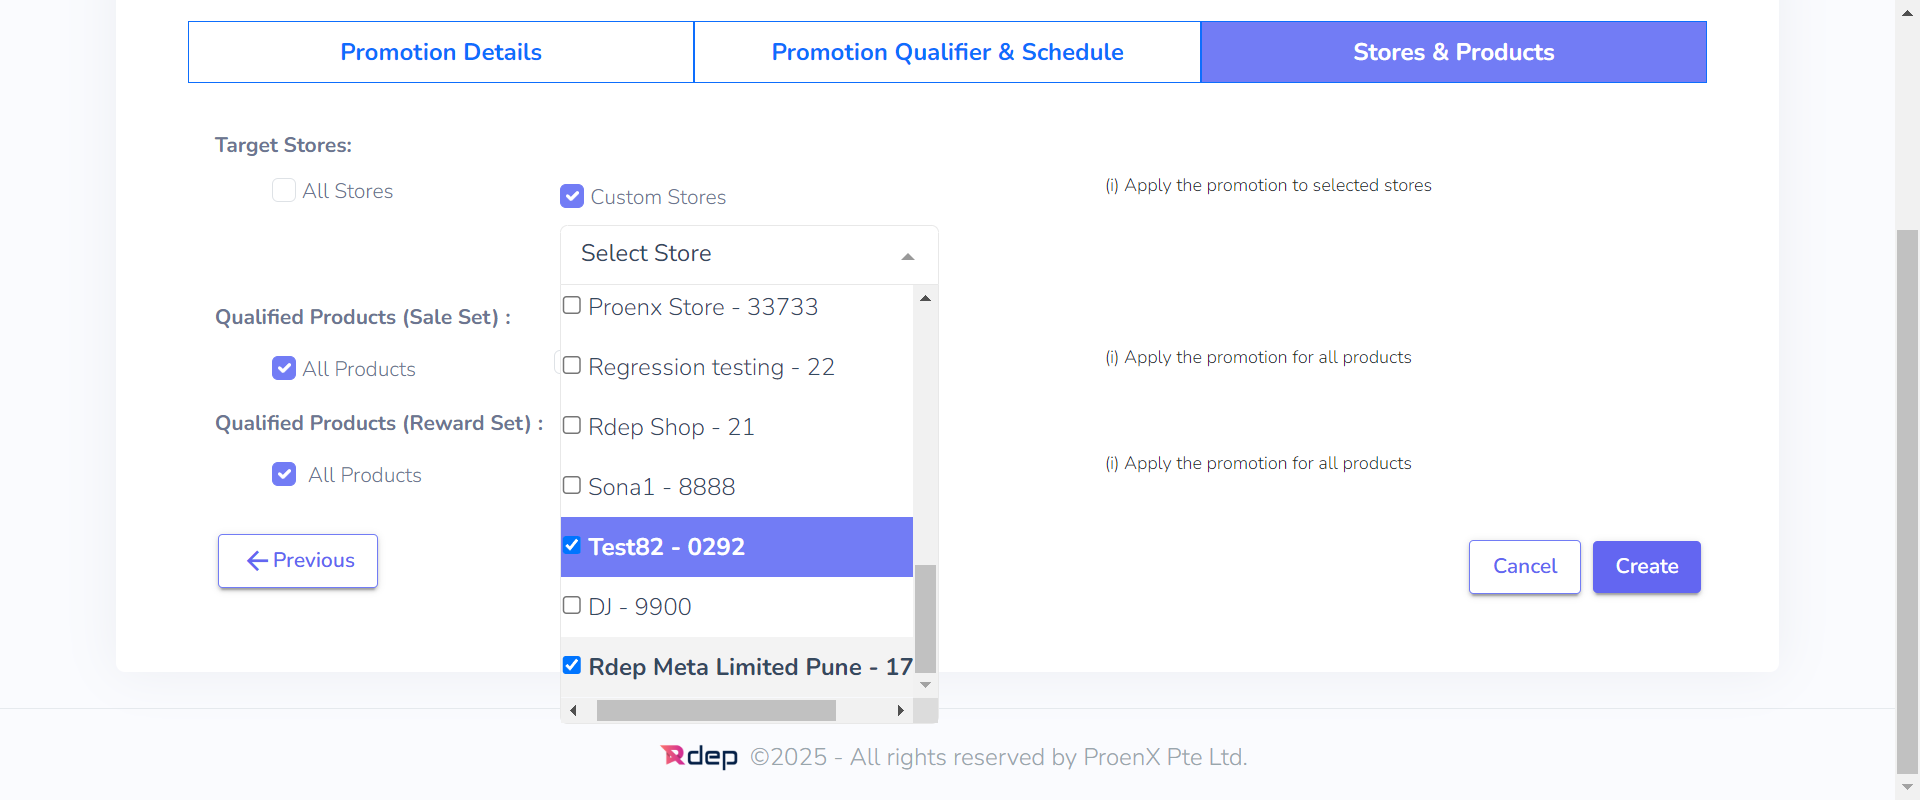 Promotion Details
Promotion Qualifier & Schedule
Stores & Products
Target Stores:
All Stores
Custom Stores
(i) Apply the promotion to selected stores
Select Store
Proenx Store - 33733
Regression testing - 22
Rdep Shop - 21
Sona1 - 8888
Test82 - 0292
DJ - 9900
Rdep Meta Limited Pune - 17
Qualified Products (Sale Set) :
All Products
(i) Apply the promotion for all products
Qualified Products (Reward Set) :
All Products
(i) Apply the promotion for all products
Previous
Cancel
Create
Rdep ©2025 - All rights reserved by ProenX Pte Ltd.